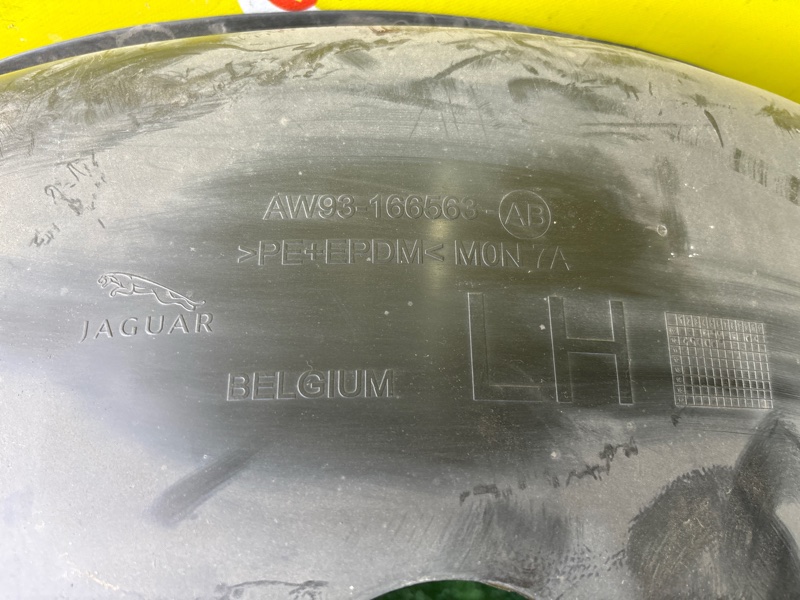 AW93-166563- AB
>PE+EPDM< M0N 7A
JAGUAR
LH
BELGIUM